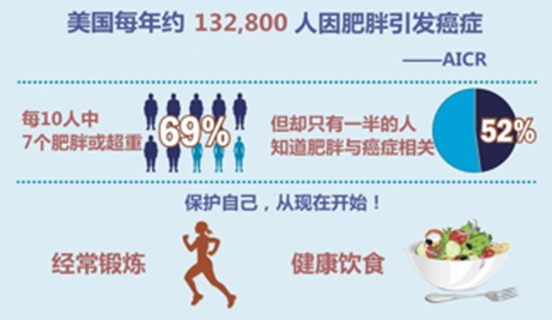 美国每年约 132,800 人因肥胖引发癌症
——AICR
每10人中
7个肥胖或超重
69%
但却只有一半的人
知道肥胖与癌症相关
52%
保护自己，从现在开始！
经常锻炼
健康饮食